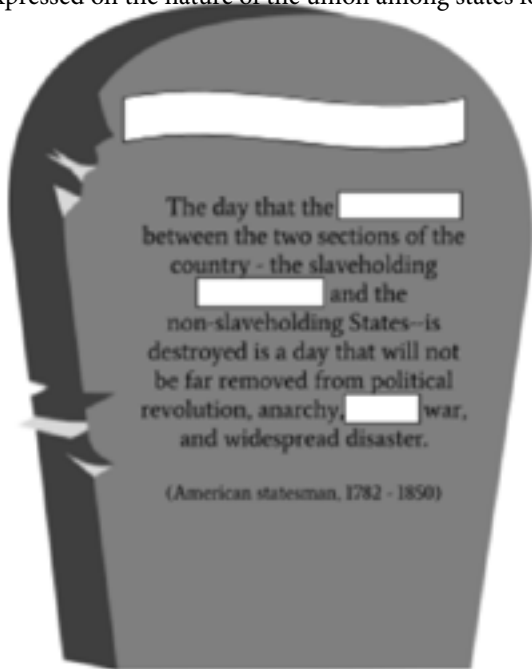 xpressed on the nature of the union among states fo
The day that the
between the two sections of the
country - the slaveholding
and the
non-slaveholding States--is
destroyed is a day that will not
be far removed from political
revolution, anarchy, war,
and widespread disaster.
(American statesman, 1782 - 1850)